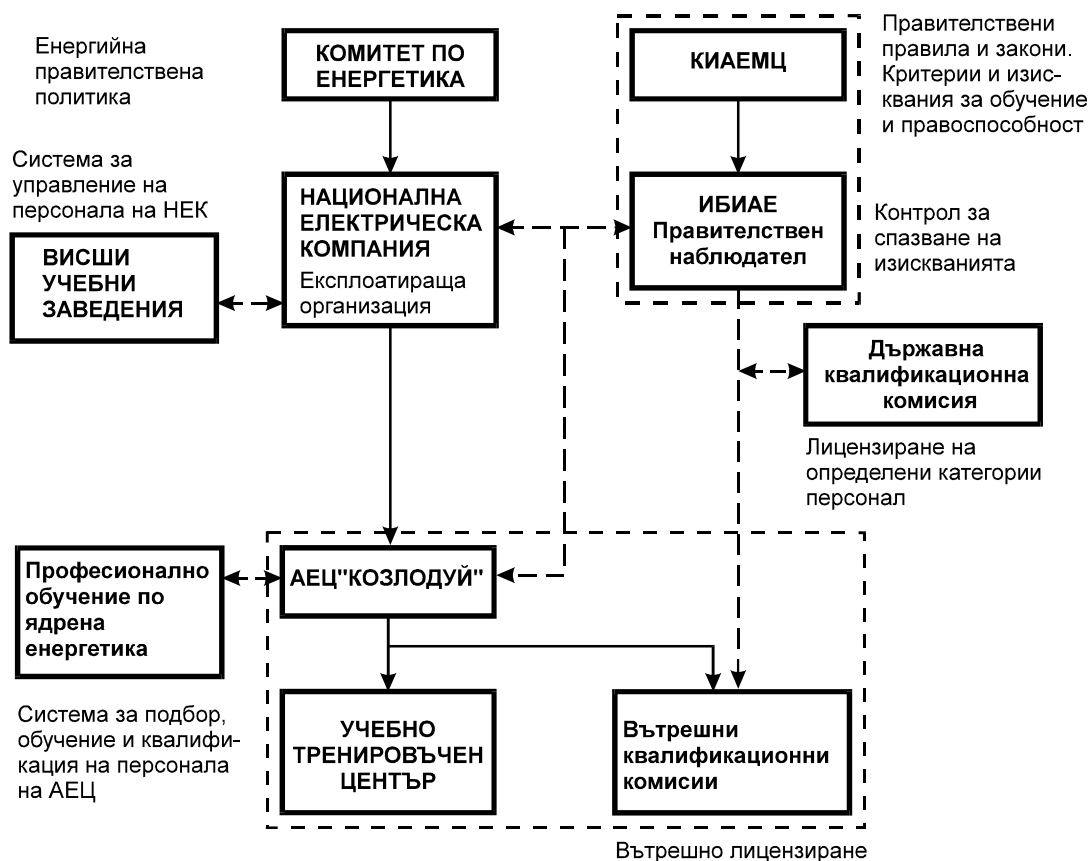 Енергийна
правителствена
политика
КОМИТЕТ ПО
ЕНЕРГЕТИКА
КИАЕМЦ
Правителствени
правила и закони.
Критерии и изис-
квания за обучение
и правоспособност
Система за
управление на
персонала на НЕК
ВИСШИ
УЧЕБНИ
ЗАВЕДЕНИЯ
НАЦИОНАЛНА
ЕЛЕКТРИЧЕСКА
КОМПАНИЯ
Експлоатираща
организация
ИБИАЕ
Правителствен
наблюдател
Контрол за
спазване на
изискванията
Държавна
квалификационна
комисия
Лицензиране на
определени категории
персонал
Професионално
обучение по
ядрена
енергетика
АЕЦ"КОЗЛОДУЙ"
Система за подбор,
обучение и квалифи-
кация на персонала
на АЕЦ
УЧЕБНО
ТРЕНИРОВЪЧЕН
ЦЕНТЪР
Вътрешни
квалификационни
комисии
Вътрешно лицензиране